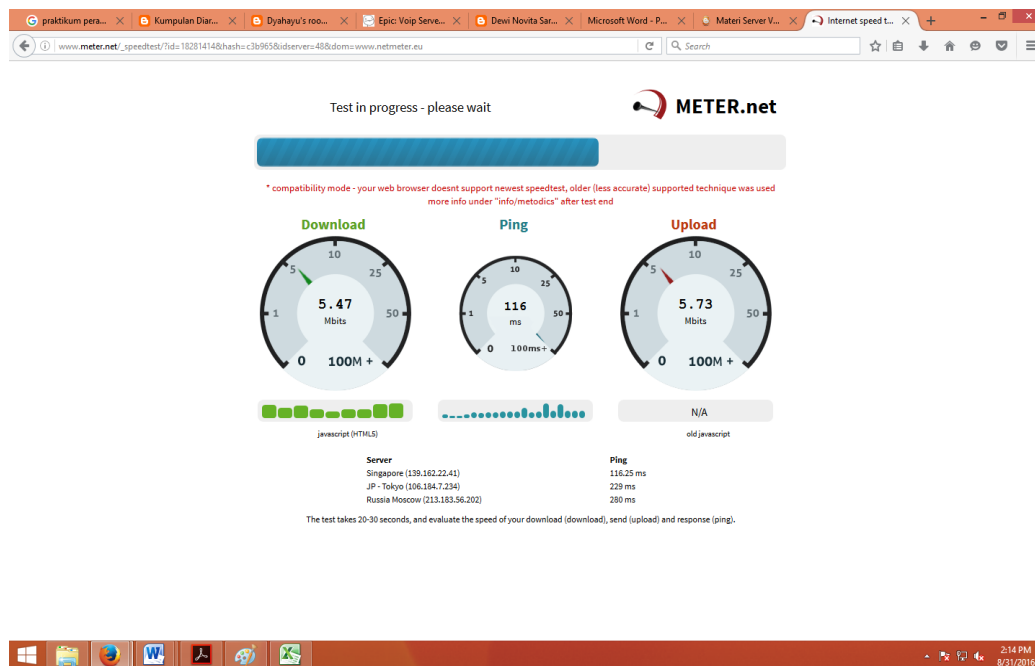 praktikum pera...
Kumpulan Diar...
Dyahayu's roo...
Epic: Voip Serve...
Dewi Novita Sar...
Microsoft Word - P...
Materi Server V...
Internet speed t...
www.meter.net/_speedtest/?id=18281414&hash=c3b965&idserver=48&dom=www.netmeter.eu
Search
Test in progress - please wait
METER.net
* compatibility mode - your web browser doesnt support newest speedtest, older (less accurate) supported technique was used
more info under "info/metodics" after test end
Download
Ping
Upload
0 1 5 10 25 50 100M +
5.47
Mbits
0 1 5 10 25 50 100ms+
116
ms
0 1 5 10 25 50 100M +
5.73
Mbits
N/A
javascript (HTML5)
old javascript
Server Ping
Singapore (139.162.22.41) 116.25 ms
JP - Tokyo (106.184.7.234) 229 ms
Russia Moscow (213.183.56.202) 280 ms
The test takes 20-30 seconds, and evaluate the speed of your download (download), send (upload) and response (ping).
2:14 PM
8/31/2016